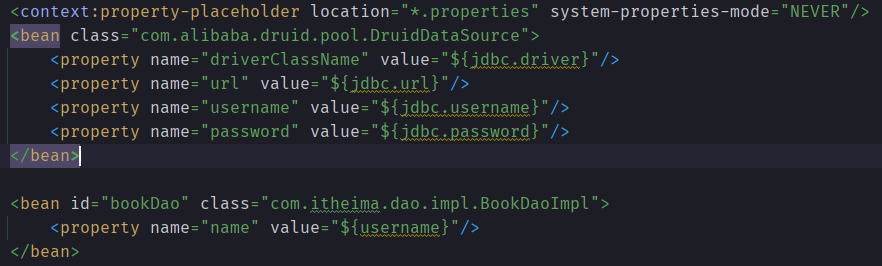 <context:property-placeholder location="*.properties" system-properties-mode="NEVER"/>
<bean class="com.alibaba.druid.pool.DruidDataSource">
    <property name="driverClassName" value="${jdbc.driver}"/>
    <property name="url" value="${jdbc.url}"/>
    <property name="username" value="${jdbc.username}"/>
    <property name="password" value="${jdbc.password}"/>
</bean>

<bean id="bookDao" class="com.itheima.dao.impl.BookDaoImpl">
    <property name="name" value="${username}"/>
</bean>